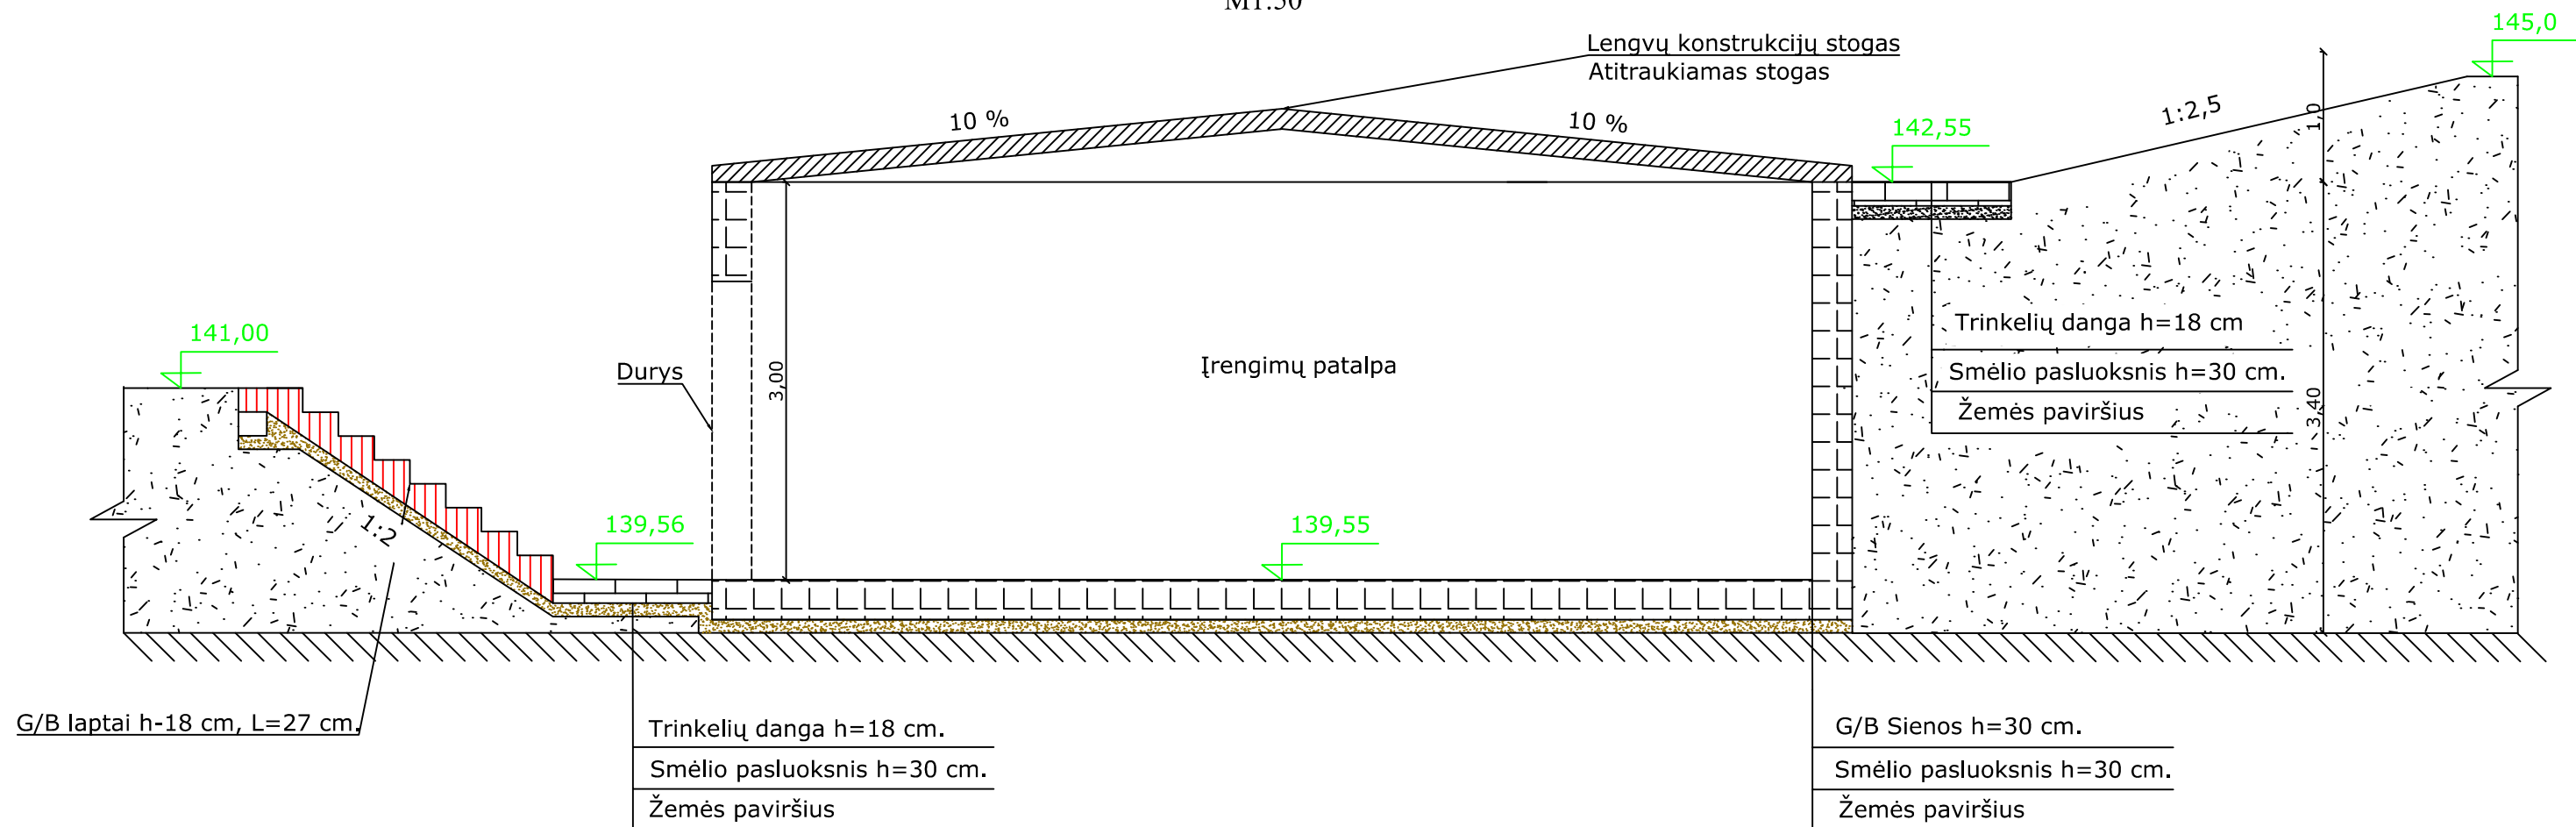 M1:50
145,0
Lengvų konstrukcijų stogas
Atitraukiamas stogas
10 %
10 %
142,55
1:2,5
1,0
141,00
Durys
3,00
Įrengimų patalpa
Trinkelių danga h=18 cm
Smėlio pasluoksnis h=30 cm.
Žemės paviršius
3,40
1:2
139,56
139,55
G/B laptai h-18 cm, L=27 cm.
Trinkelių danga h=18 cm.
Smėlio pasluoksnis h=30 cm.
Žemės paviršius
G/B Sienos h=30 cm.
Smėlio pasluoksnis h=30 cm.
Žemės paviršius